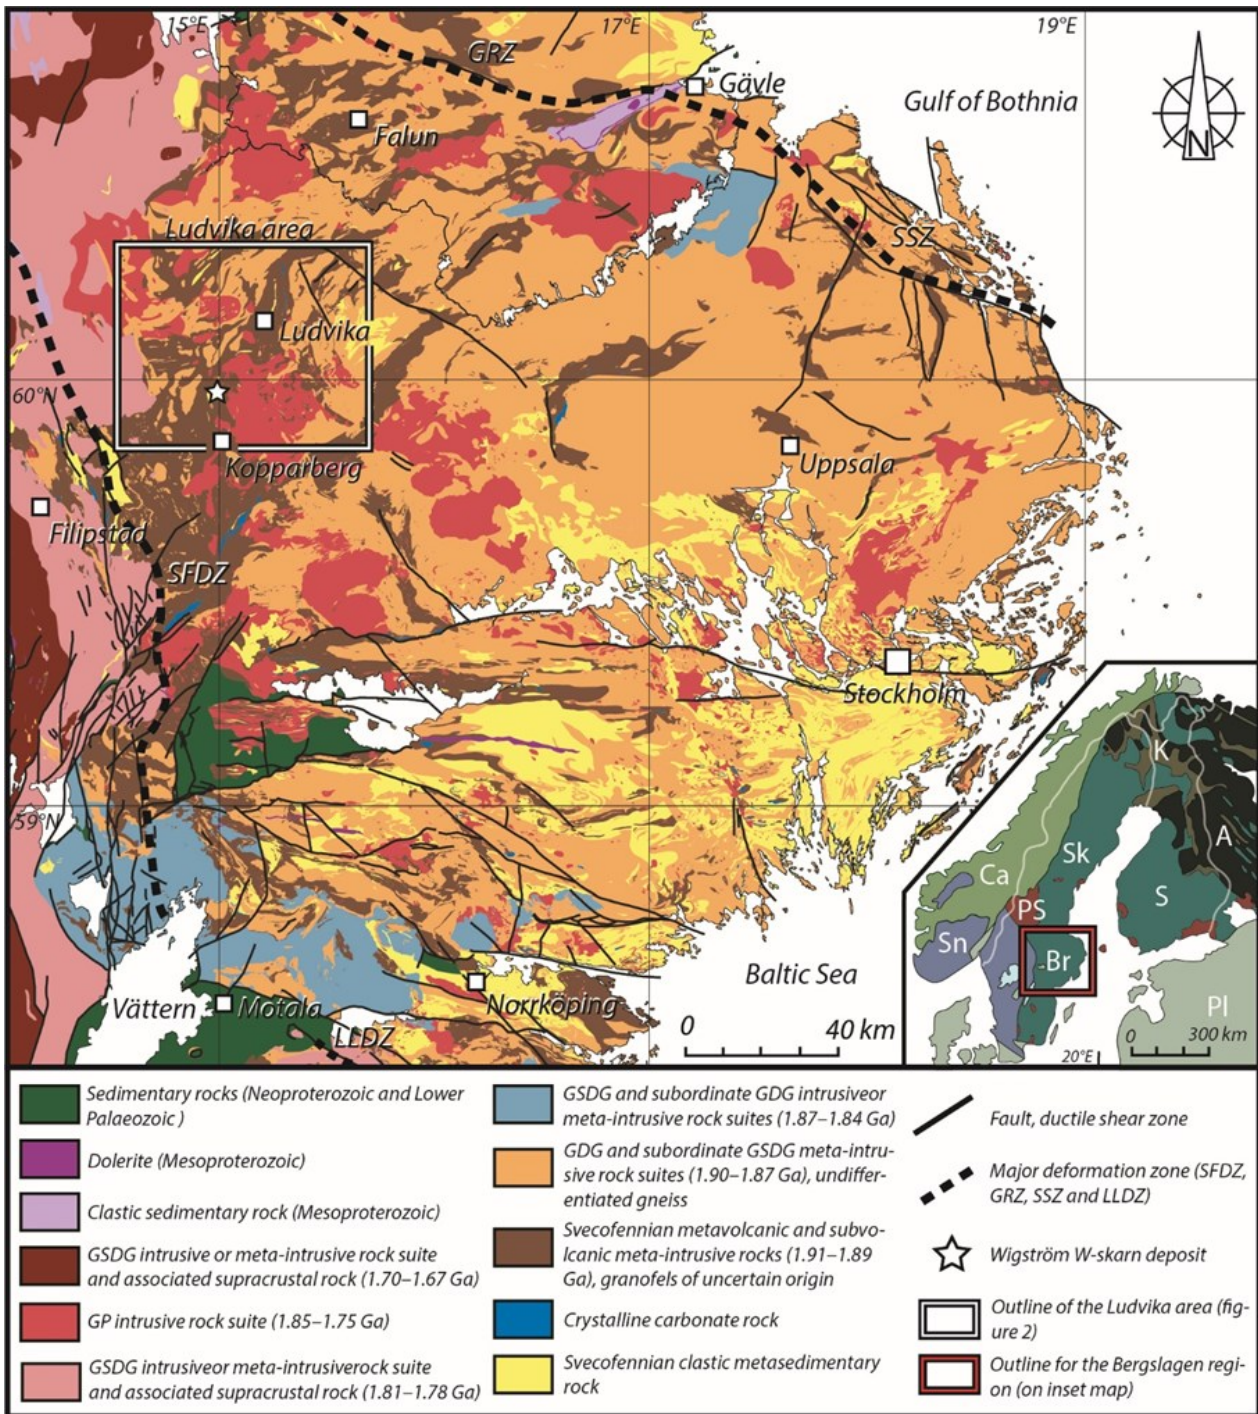 15°E
17°E
19°E
GRZ
Gävle
Gulf of Bothnia
N
Falun
Ludvika area
SSZ
Ludvika
60°N
Kopparberg
Uppsala
Filipstad
SFDZ
Stockholm
59°N
K
A
Sk
Ca
PS
S
Sn
Br
Pl
Baltic Sea
Vättern
Motala
Norrköping
LLDZ
0
40 km
0
300 km
20°E
Sedimentary rocks (Neoproterozoic and Lower
Palaeozoic )
Dolerite (Mesoproterozoic)
Clastic sedimentary rock (Mesoproterozoic)
GSDG intrusive or meta-intrusive rock suite
and associated supracrustal rock (1.70–1.67 Ga)
GP intrusive rock suite (1.85–1.75 Ga)
GSDG intrusiveor meta-intrusiverock suite
and associated supracrustal rock (1.81–1.78 Ga)
GSDG and subordinate GDG intrusiveor
meta-intrusive rock suites (1.87–1.84 Ga)
GDG and subordinate GSDG meta-intru-
sive rock suites (1.90–1.87 Ga), undiffer-
entiated gneiss
Svecofennian metavolcanic and subvo-
lcanic meta-intrusive rocks (1.91–1.89
Ga), granofels of uncertain origin
Crystalline carbonate rock
Svecofennian clastic metasedimentary
rock
Fault, ductile shear zone
Major deformation zone (SFDZ,
GRZ, SSZ and LLDZ)
Wigström W-skarn deposit
Outline of the Ludvika area (fig-
ure 2)
Outline for the Bergslagen regi-
on (on inset map)